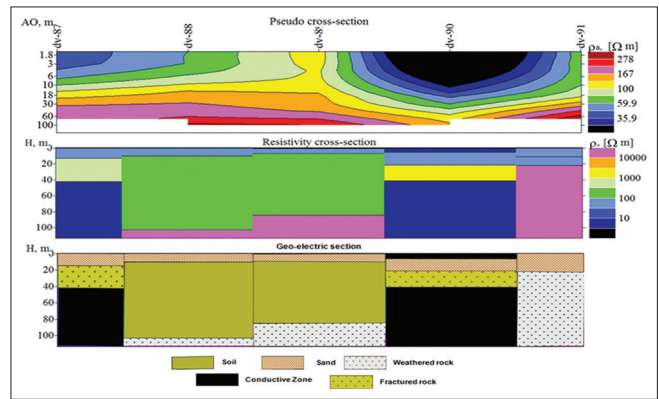 AO, m.
Pseudo cross-section
dv-87
dv-88
dv-8
dv-90
dv-91
ρa, [Ω m]
1.8
3
6
10
18
30
60
100
278
167
100
59.9
35.9
H, m
Resistivity cross-section
ρ, [Ω m]
20
40
60
80
100
10000
1000
100
10
H, m
Geo-electric section
20
40
60
80
100
Soil
Sand
Weathered rock
Conductive Zone
Fractured rock